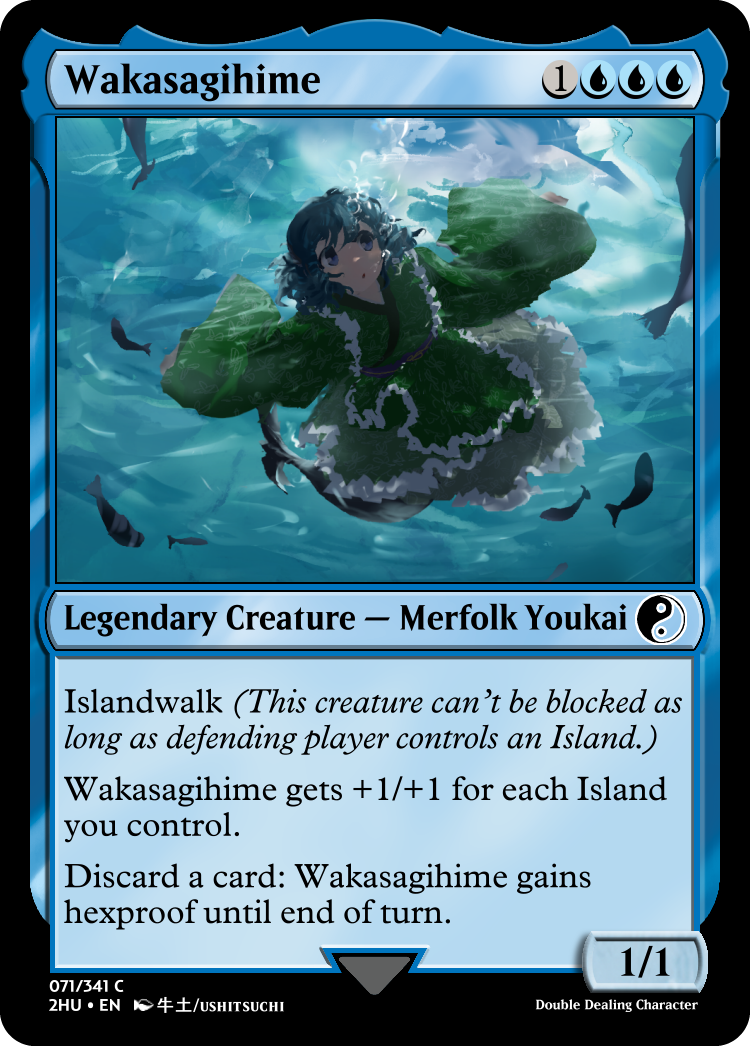 Wakasagihime 1
Legendary Creature — Merfolk Youkai
Islandwalk (This creature can't be blocked as
long as defending player controls an Island.)
Wakasagihime gets +1/+1 for each Island
you control.
Discard a card: Wakasagihime gains
hexproof until end of turn.
1/1
071/341 C
2HU • EN 牛土/USHITSUCHI
Double Dealing Character